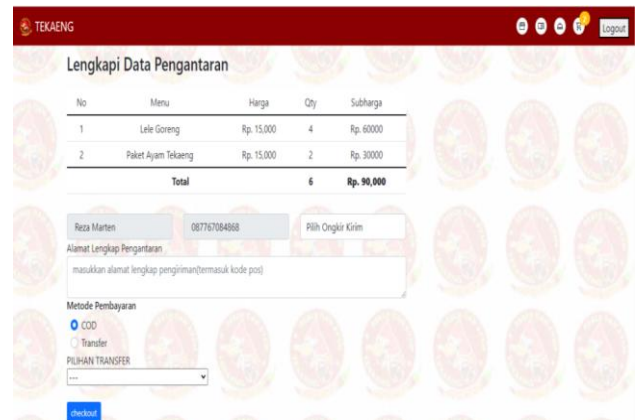 TEKAENG
2
Logout
Lengkapi Data Pengantaran
No Menu Harga Qty Subharga
1 Lele Goreng Rp. 15,000 4 Rp. 60000
2 Paket Ayam Tekaeng Rp. 15,000 2 Rp. 30000
Total 6 Rp. 90,000
Reza Marten 087767084868 Pilih Ongkir Kirim
Alamat Lengkap Pengantaran
masukkan alamat lengkap pengiriman(termasuk kode pos)
Metode Pembayaran
COD
Transfer
PILIHAN TRANSFER
---
checkout